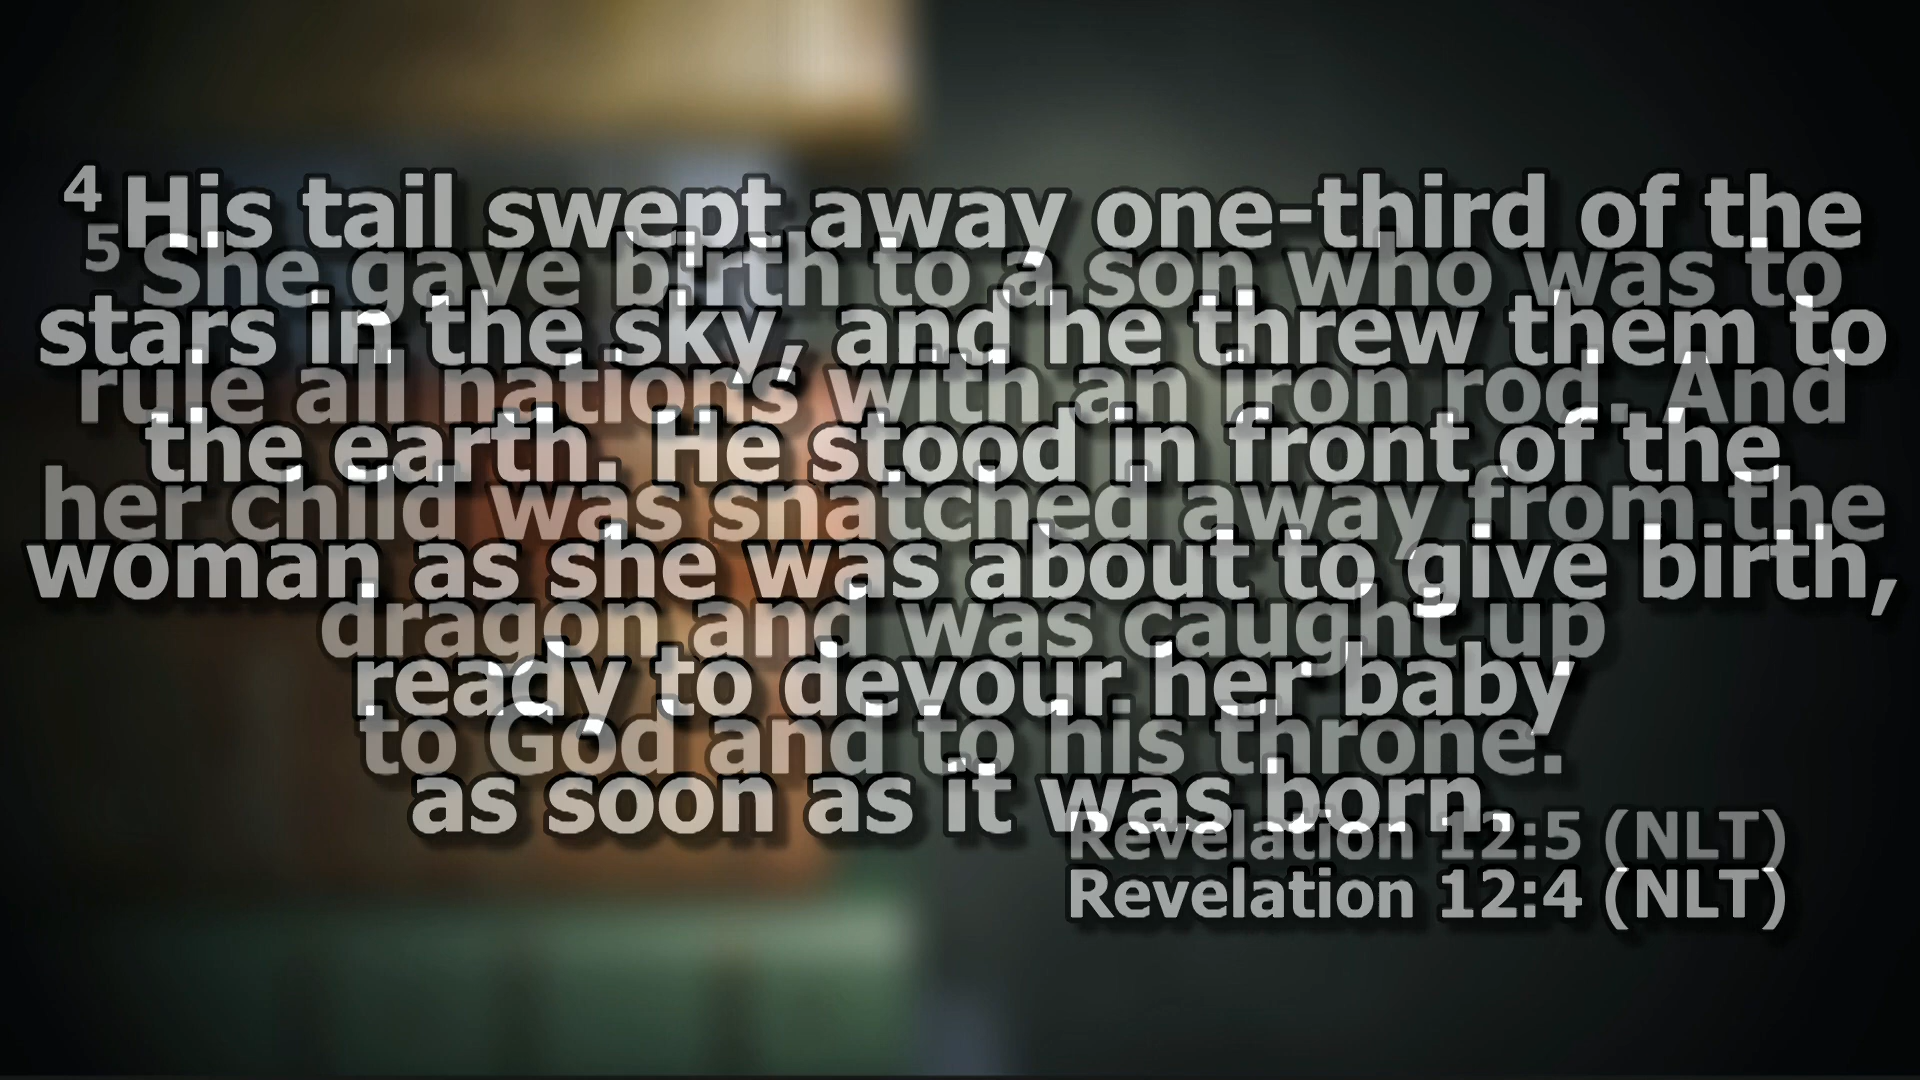 4 His tail swept away one-third of the
stars in the sky, and he threw them to
the earth. He stood in front of the
woman as she was about to give birth,
ready to devour her baby
as soon as it was born.
Revelation 12:4 (NLT)
5 She gave birth to a son who was to
rule all nations with an iron rod. And
her child was snatched away from the
dragon and was caught up
to God and to his throne.
Revelation 12:5 (NLT)